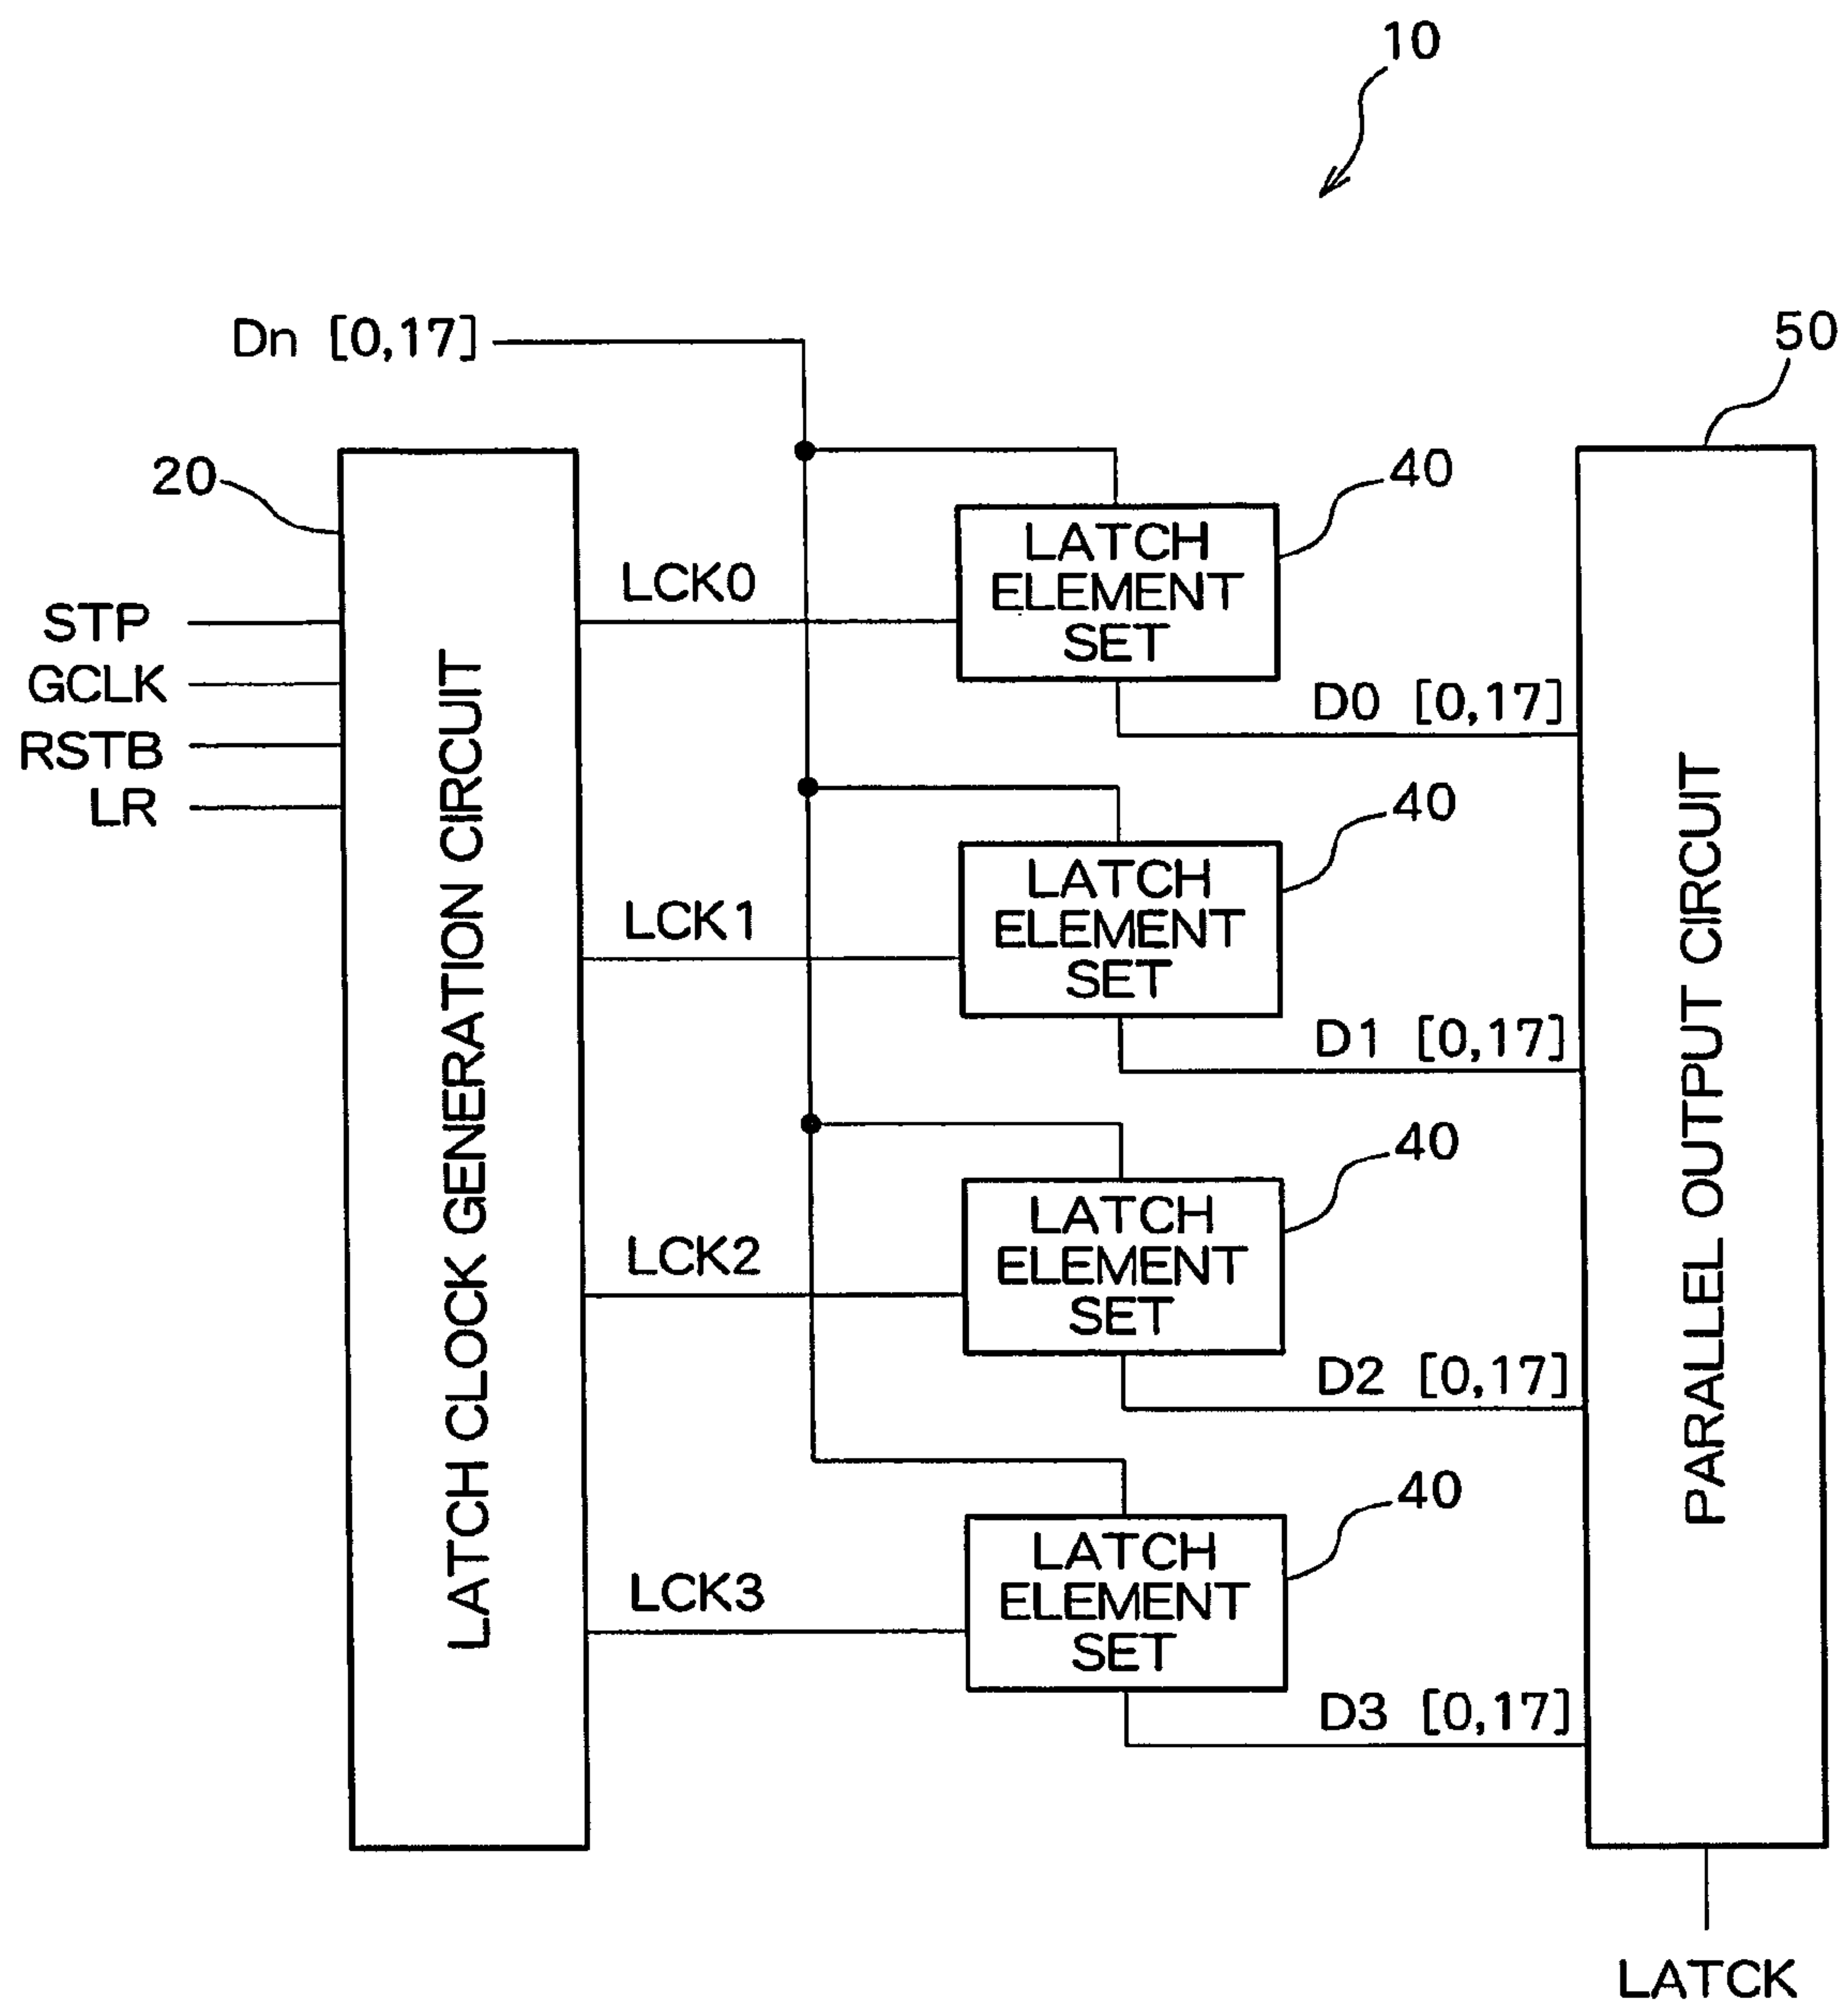 10
Dn [0,17]
50
20
40
LATCH
ELEMENT
SET
LCK0
STP
GCLK
RSTB
LR
D0 [0,17]
40
LATCH
ELEMENT
SET
LCK1
D1 [0,17]
LATCH CLOCK GENERATION CIRCUIT
PARALLEL OUTPUT CIRCUIT
40
LATCH
ELEMENT
SET
LCK2
D2 [0,17]
40
LATCH
ELEMENT
SET
LCK3
D3 [0,17]
LATCK